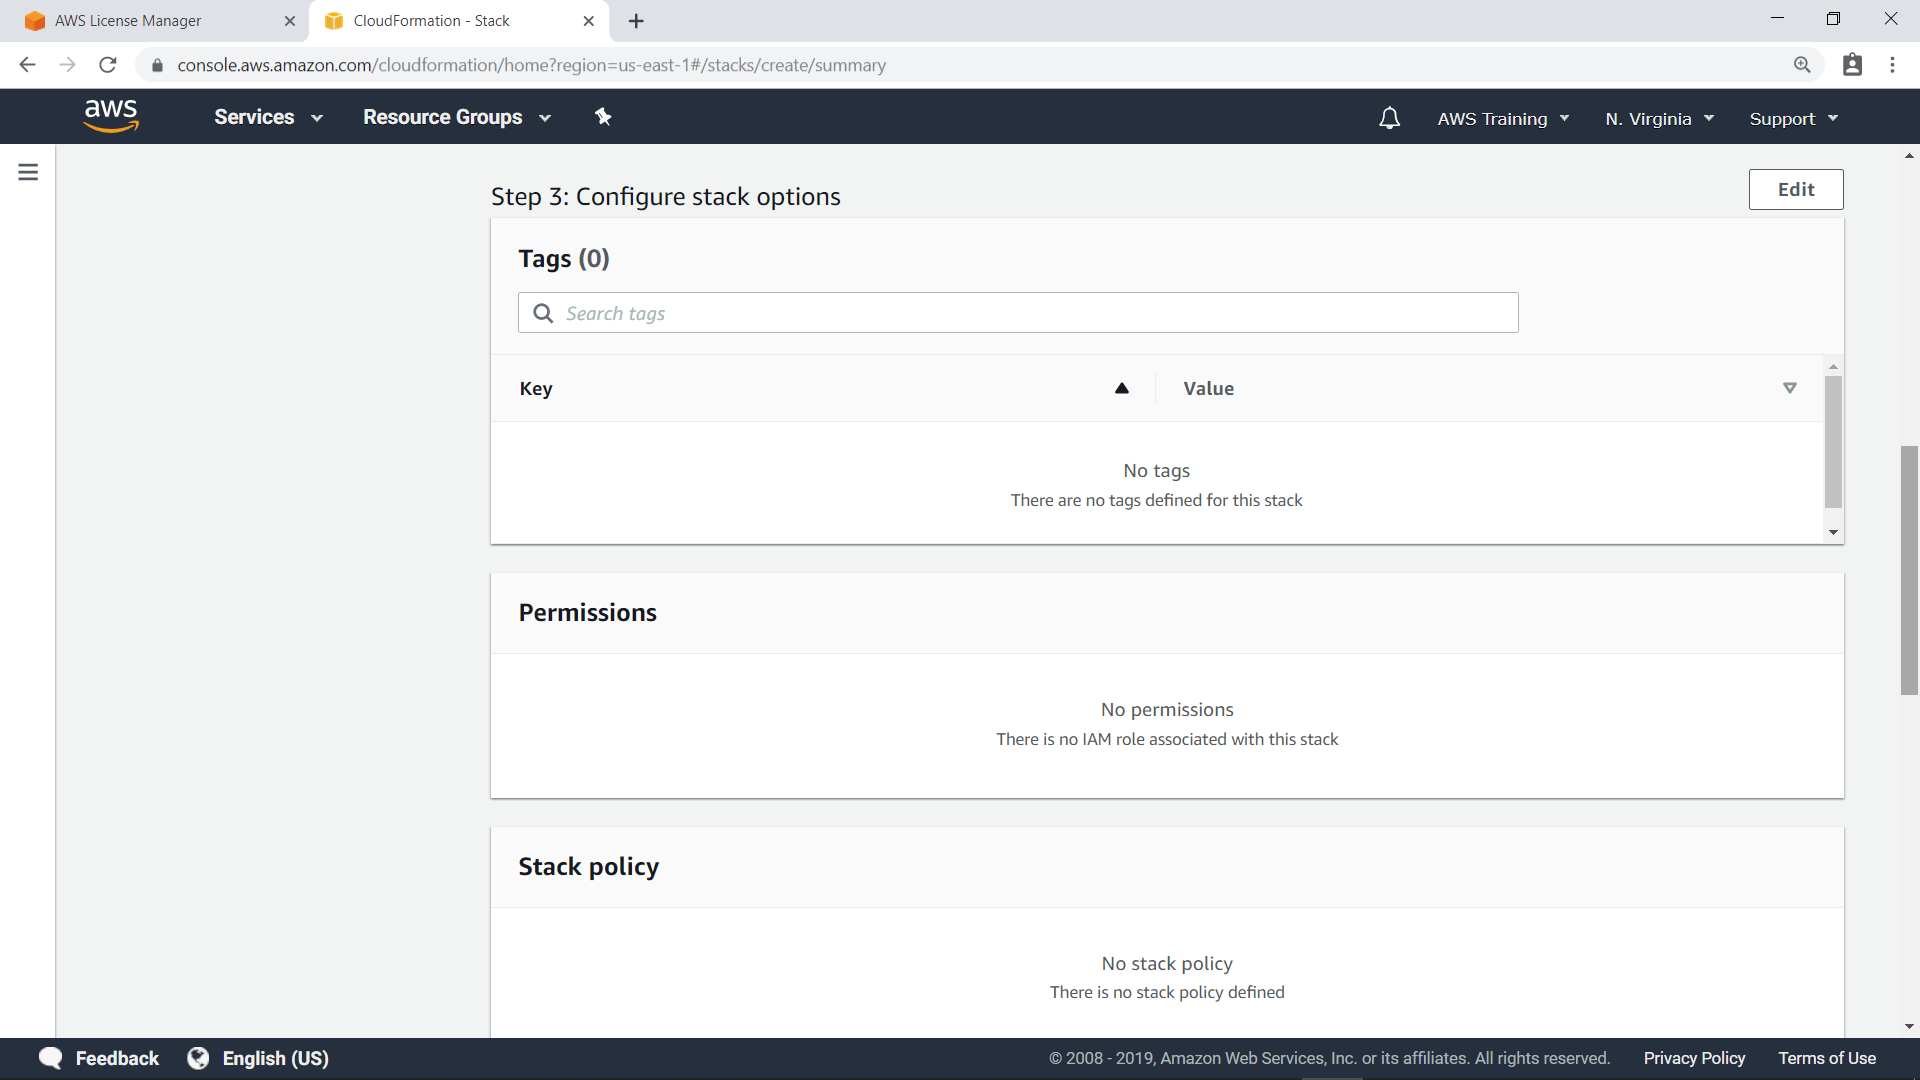 AWS License Manager
CloudFormation - Stack
console.aws.amazon.com/cloudformation/home?region=us-east-1#/stacks/create/summary
aws
Services
Resource Groups
AWS Training
N. Virginia
Support
Step 3: Configure stack options
Edit
Tags (0)
Search tags
Key
Value
No tags
There are no tags defined for this stack
Permissions
No permissions
There is no IAM role associated with this stack
Stack policy
No stack policy
There is no stack policy defined
Feedback
English (US)
© 2008 - 2019, Amazon Web Services, Inc. or its affiliates. All rights reserved.
Privacy Policy
Terms of Use